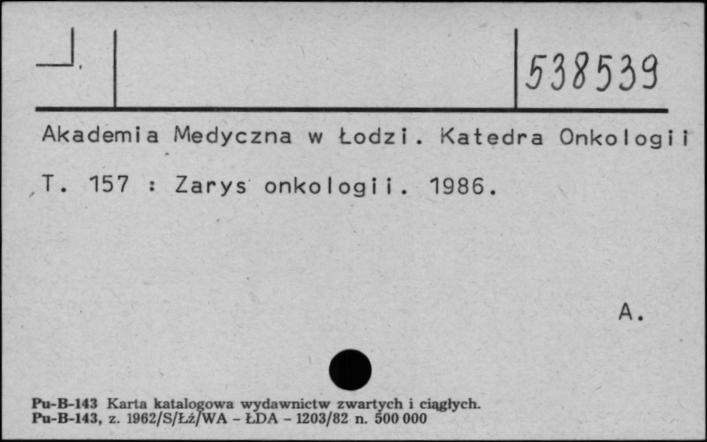 538539
Akademia Medyczna w Łodzi. Katedra Onkologii
T. 157 : Zarys onkologii. 1986.
A.
Pu-B-143 Karta katalogowa wydawnictw zwartych i ciągłych.
Pu-B-143, z. 1962/S/Łź/WA – ŁDA – 1203/82 n. 500 000